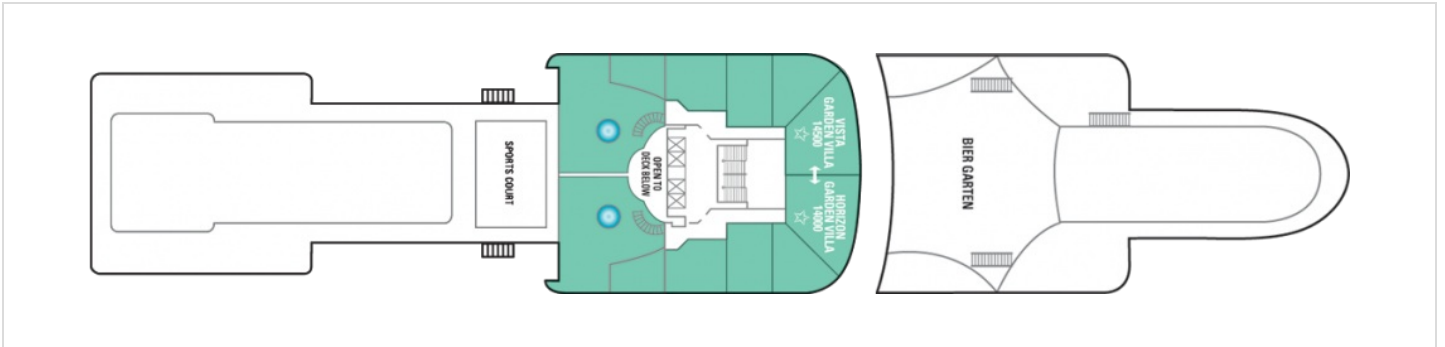 SPORTS COURT
OPEN TO
DECK BELOW
VISTA
GARDEN VILLA
14500
HORIZON
GARDEN VILLA
14000
BIER GARTEN